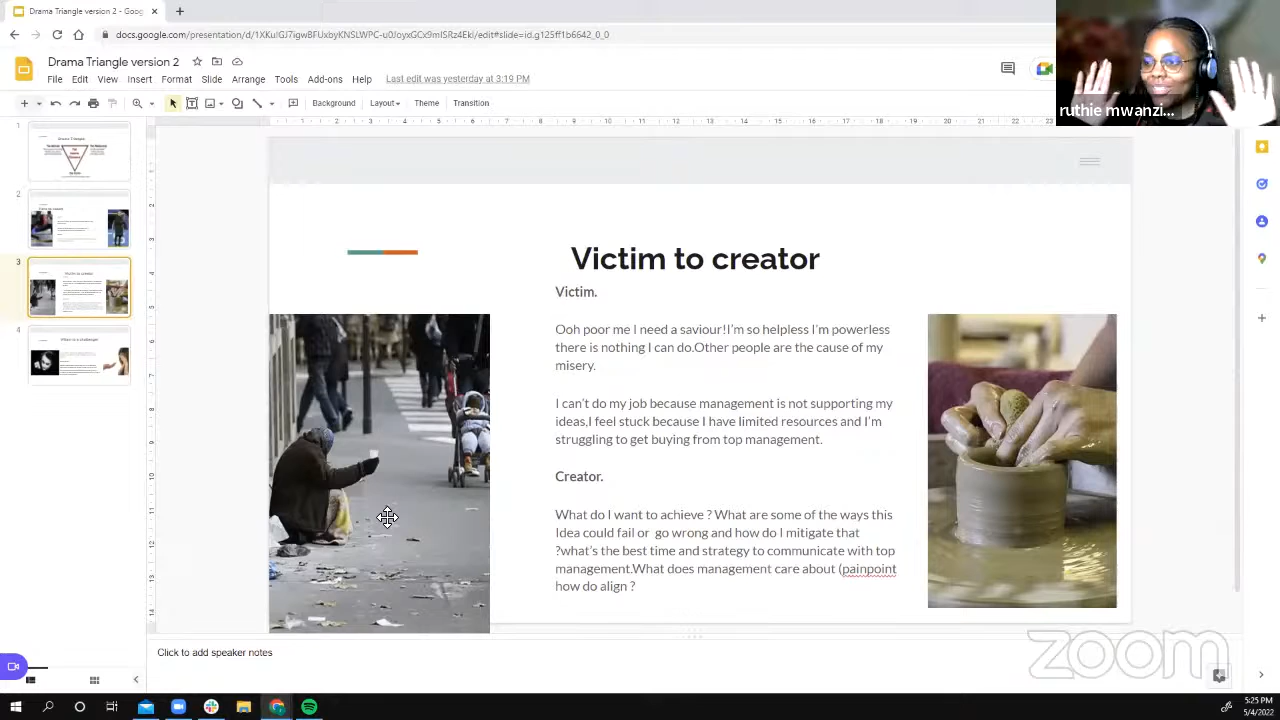 Drama Triangle version 2 - Goog
docs.google.com/presentation/d/1XKuIGJ7igwBFUxbyKN3LWPC-u0JoyxGCx9mISRz4EkI/edit#slide=id.g125ff1b6642_0_0
Drama Triangle version 2
File Edit View Insert Format Slide Arrange Tools Add-ons Help Last edit was yesterday at 3:19 PM
Background Layout Theme Transition
ruthie mwanzi...
1
2
3
4
Victim to creator
Victim.
Ooh poor me I need a saviour!I'm so helpless I'm powerless
there is nothing I can do.Other people are the cause of my
misery.
I can't do my job because management is not supporting my
ideas,I feel stuck because I have limited resources and I'm
struggling to get buying from top management.
Creator.
What do I want to achieve ? What are some of the ways this
Idea could fail or go wrong and how do I mitigate that
?what's the best time and strategy to communicate with top
management.What does management care about (painpoint
how do align ?
Click to add speaker notes
zoom
5:25 PM
5/4/2022